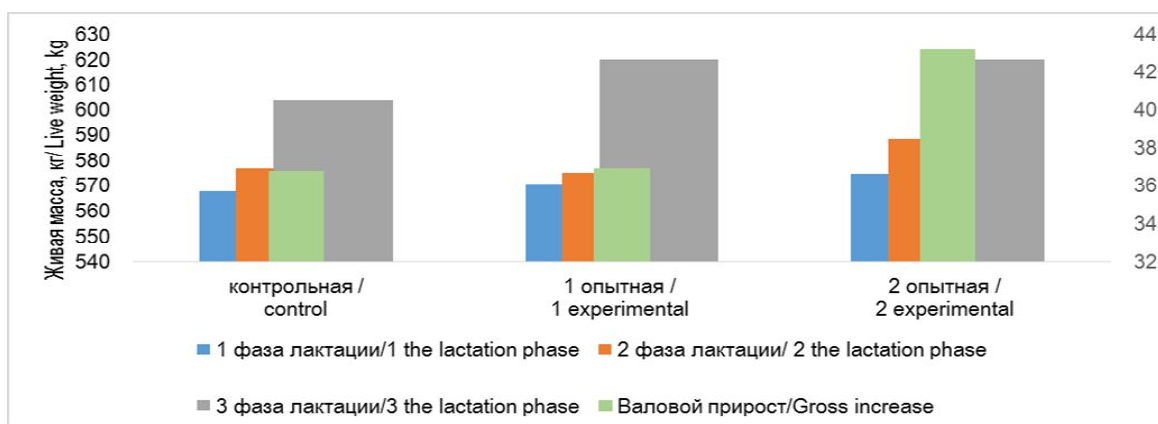 Живая масса, кг/ Live weight, kg
630
620
610
600
590
580
570
560
550
540
44
42
40
38
36
34
32
контрольная /
control
1 опытная /
1 experimental
2 опытная /
2 experimental
1 фаза лактации/1 the lactation phase
2 фаза лактации/ 2 the lactation phase
3 фаза лактации/3 the lactation phase
Валовой прирост/Gross increase